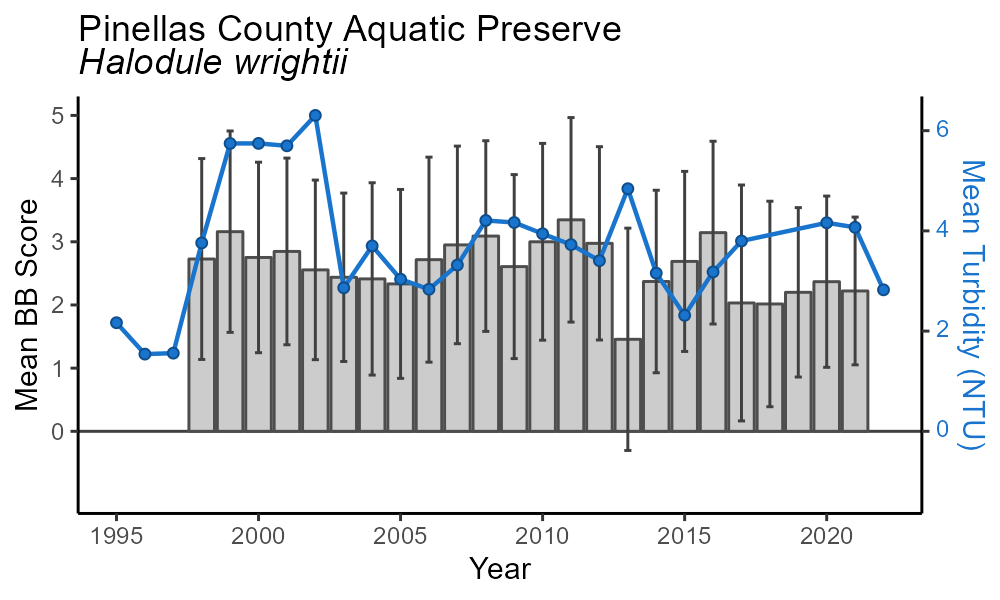 Pinellas County Aquatic Preserve
Halodule wrightii
Mean BB Score
5
4
3
2
1
0
6
4
2
0
Mean Turbidity (NTU)
1995 2000 2005 2010 2015 2020
Year